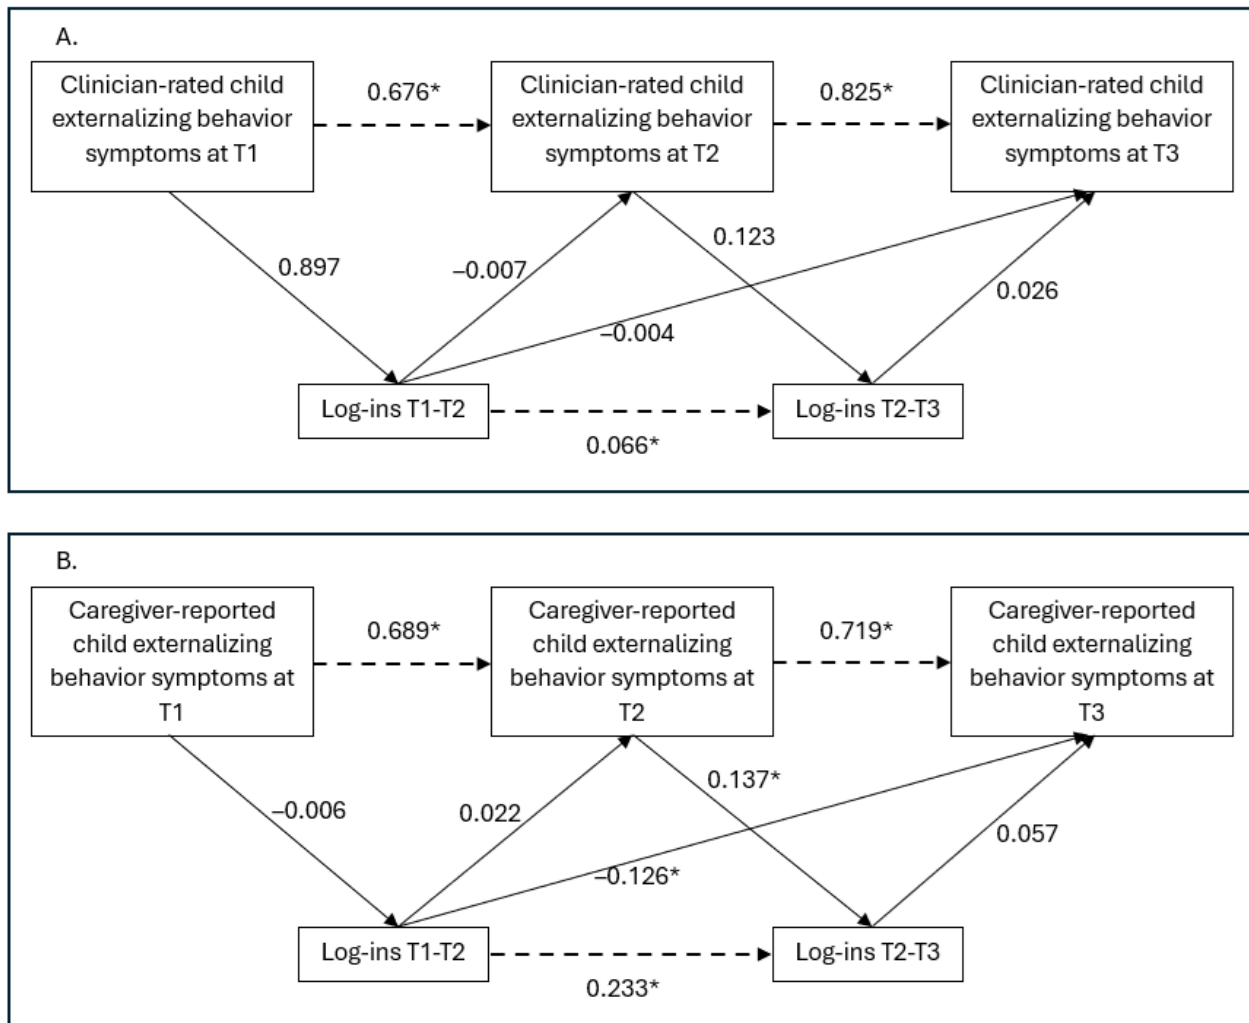 A.
Clinician-rated child
externalizing behavior
symptoms at T1
0.676*
Clinician-rated child
externalizing behavior
symptoms at T2
0.825*
Clinician-rated child
externalizing behavior
symptoms at T3
0.897
–0.007
0.123
–0.004
0.026
Log-ins T1-T2
0.066*
Log-ins T2-T3
B.
Caregiver-reported
child externalizing
behavior symptoms at
T1
0.689*
Caregiver-reported
child externalizing
behavior symptoms at
T2
0.719*
Caregiver-reported
child externalizing
behavior symptoms at
T3
–0.006
0.022
0.137*
–0.126*
0.057
Log-ins T1-T2
0.233*
Log-ins T2-T3